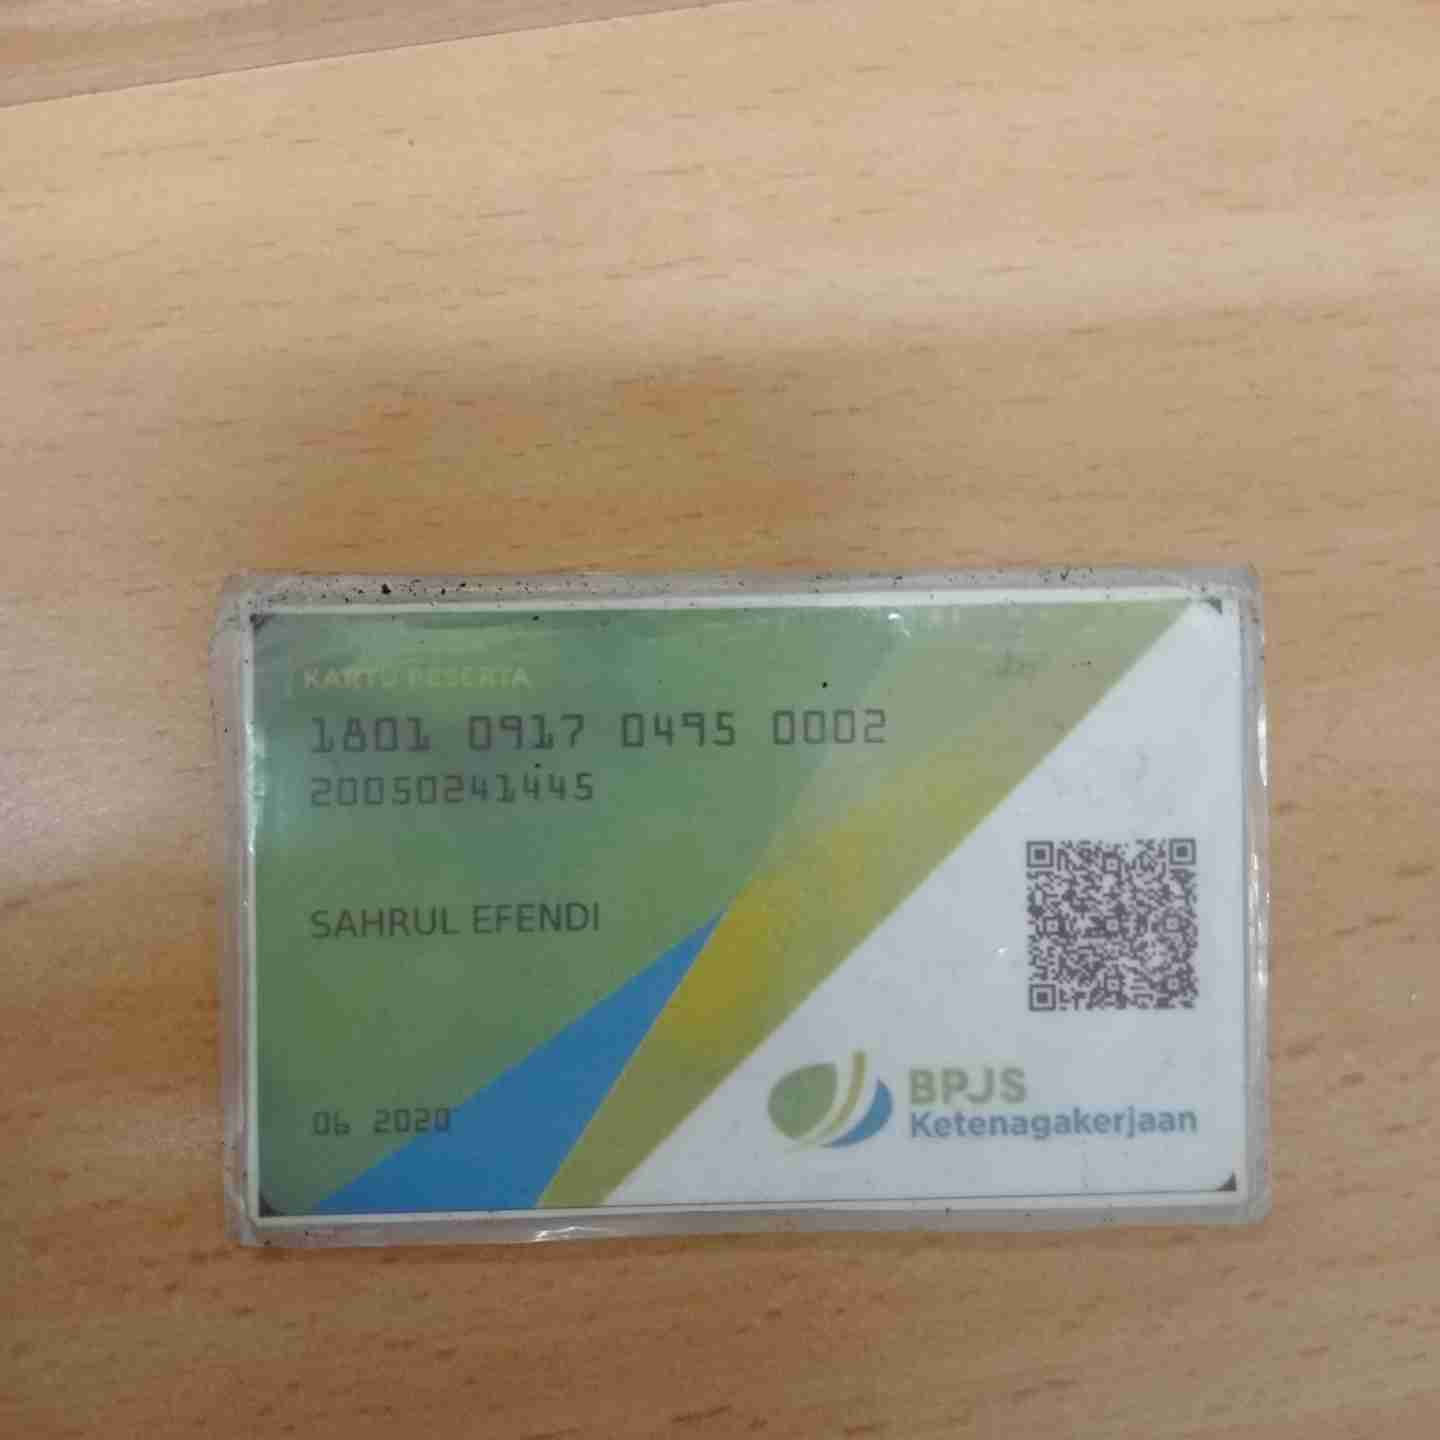 KARTU PESERTA
1801 0917 0495 0002
20050241445
SAHRUL EFENDI
06 2020
BPJS
Ketenagakerjaan